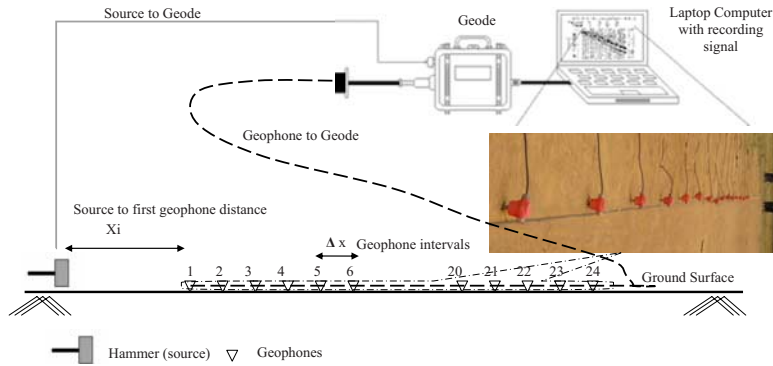 Source to Geode
Geode
Laptop Computer
with recording
signal
Geophone to Geode
Source to first geophone distance
Xi
Δ x
Geophone intervals
1 2 3 4 5 6 20 21 22 23 24
Ground Surface
Hammer (source)
Geophones